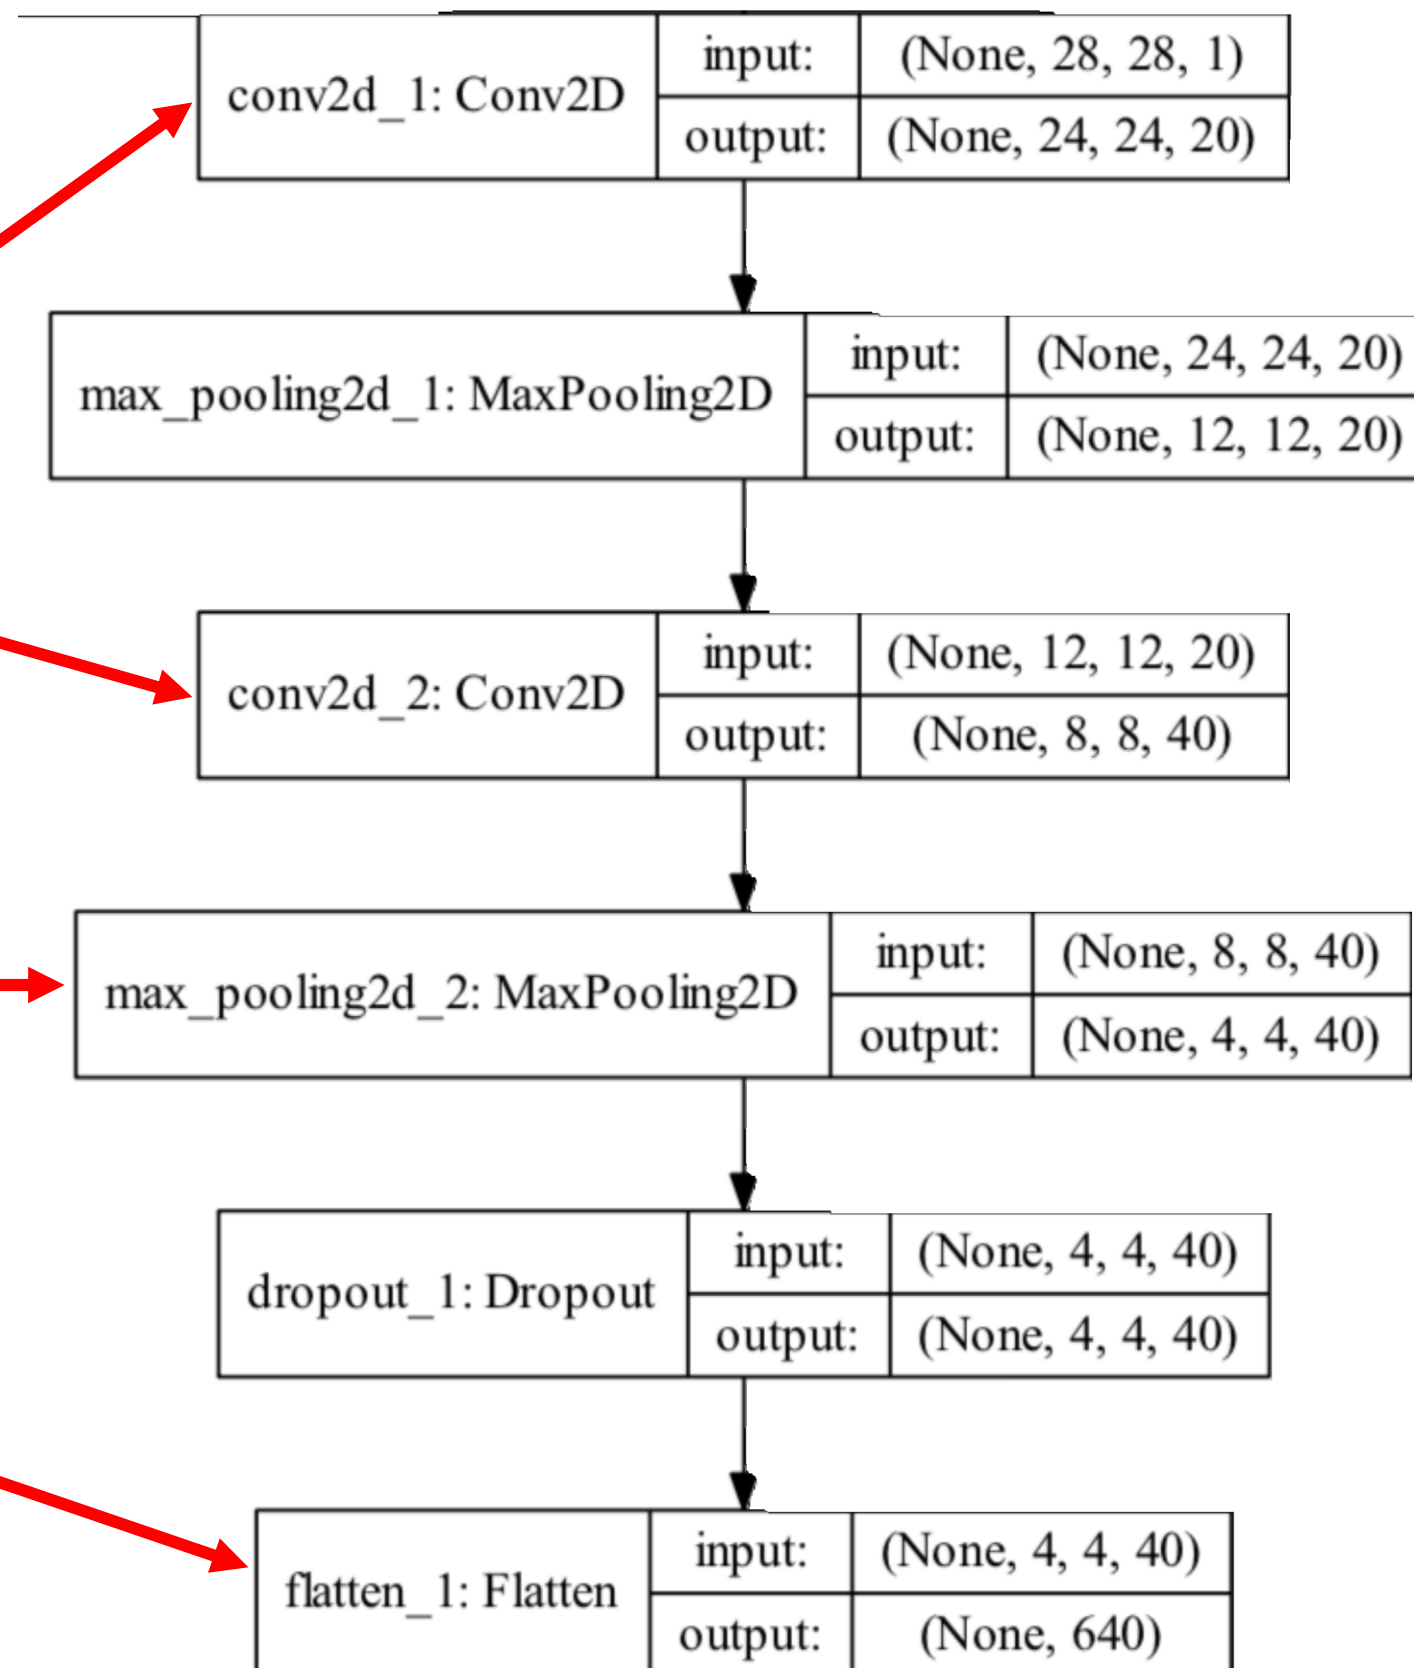 conv2d_1: Conv2D
input: (None, 28, 28, 1)
output: (None, 24, 24, 20)
max_pooling2d_1: MaxPooling2D
input: (None, 24, 24, 20)
output: (None, 12, 12, 20)
conv2d_2: Conv2D
input: (None, 12, 12, 20)
output: (None, 8, 8, 40)
max_pooling2d_2: MaxPooling2D
input: (None, 8, 8, 40)
output: (None, 4, 4, 40)
dropout_1: Dropout
input: (None, 4, 4, 40)
output: (None, 4, 4, 40)
flatten_1: Flatten
input: (None, 4, 4, 40)
output: (None, 640)